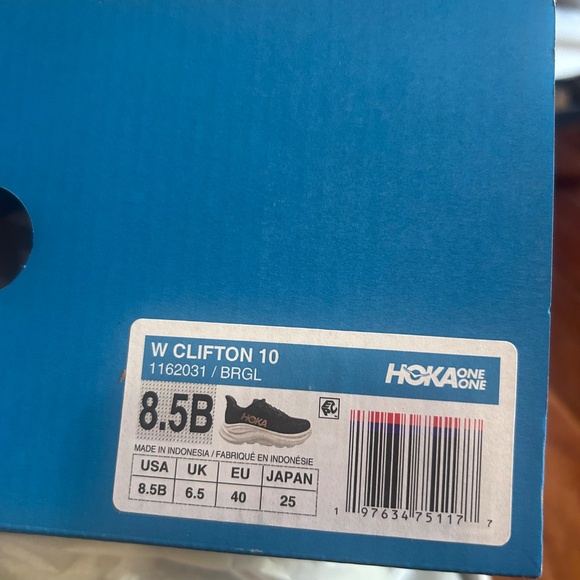 W CLIFTON 10
1162031 / BRGL
HOKA ONE ONE
8.5B
HOKA
MADE IN INDONESIA / FABRIQUÉ EN INDONÉSIE
USA UK EU JAPAN
8.5B 6.5 40 25
1 97634 75117 7